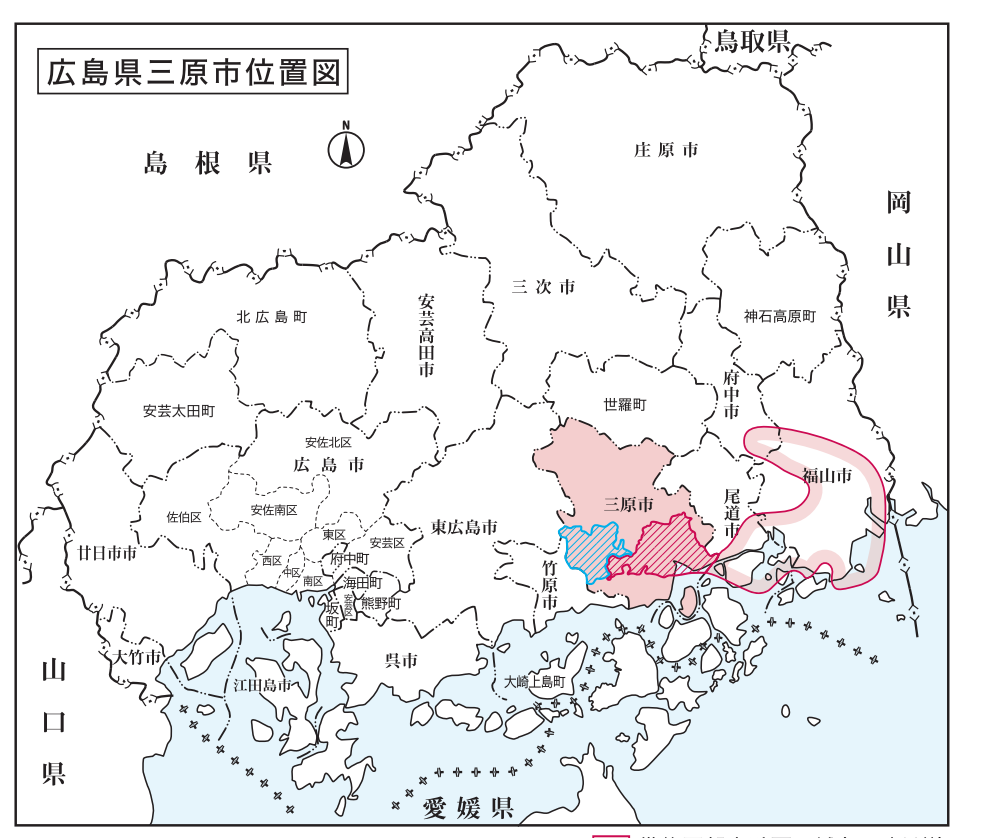 広島県三原市位置図
鳥取県
N
島根県
庄原市
岡山県
三次市
安芸高田市
北広島町
神石高原町
府中市
世羅町
安芸太田町
安佐北区
広島市
福山市
三原市
尾道市
安佐南区
佐伯区
東広島市
東区
安芸区
廿日市市
府中町
西区
中区
南区
海田町
竹原市
安芸区
熊野町
坂町
大竹市
呉市
江田島市
大崎上島町
山口県
愛媛県